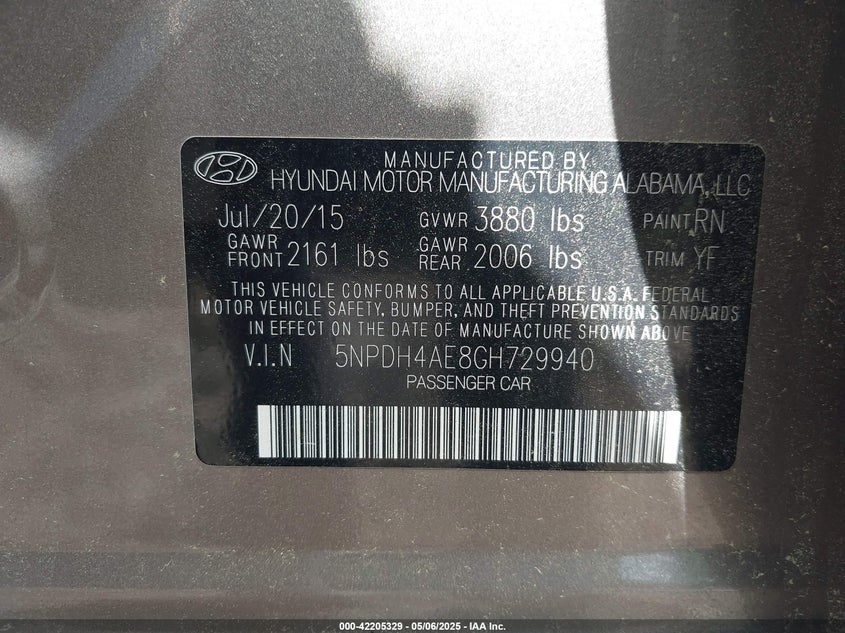 MANUFACTURED BY
HYUNDAI MOTOR MANUFACTURING ALABAMA, LLC
Jul/20/15 GVWR 3880 lbs PAINT RN
GAWR FRONT 2161 lbs GAWR REAR 2006 lbs TRIM YF
THIS VEHICLE CONFORMS TO ALL APPLICABLE U.S.A. FEDERAL
MOTOR VEHICLE SAFETY, BUMPER, AND THEFT PREVENTION STANDARDS
IN EFFECT ON THE DATE OF MANUFACTURE SHOWN ABOVE
V.I.N 5NPDH4AE8GH729940
PASSENGER CAR
000-42205329 - 05/06/2025 - IAA Inc.